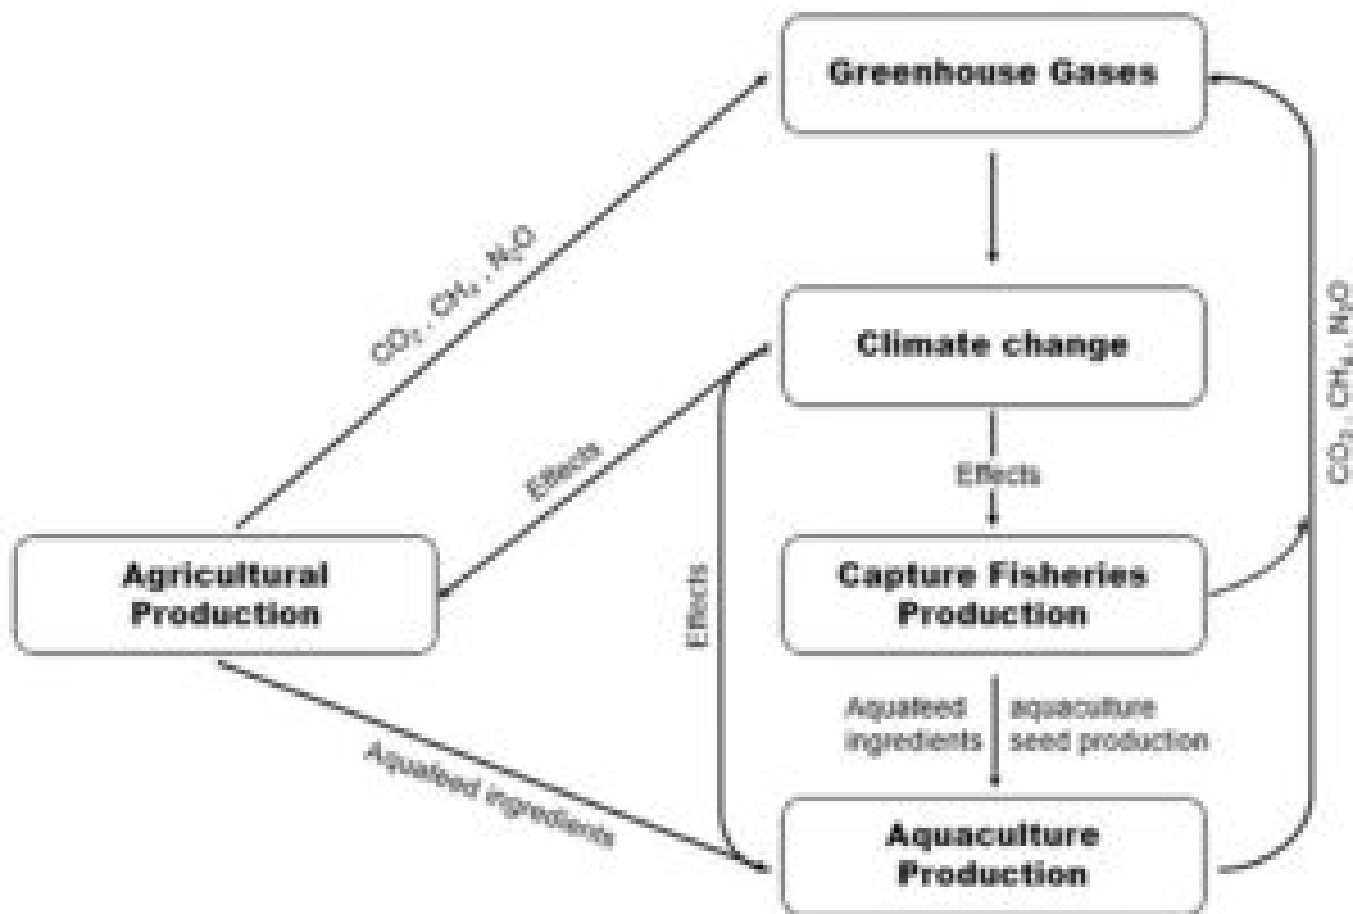 Greenhouse Gases
CO₂ , CH₄ , N₂O
Climate change
CO₂ , CH₄ , N₂O
Effects
Effects
Agricultural
Production
Effects
Capture Fisheries
Production
Aquafeed
ingredients
aquaculture
seed production
Aquafeed ingredients
Aquaculture
Production